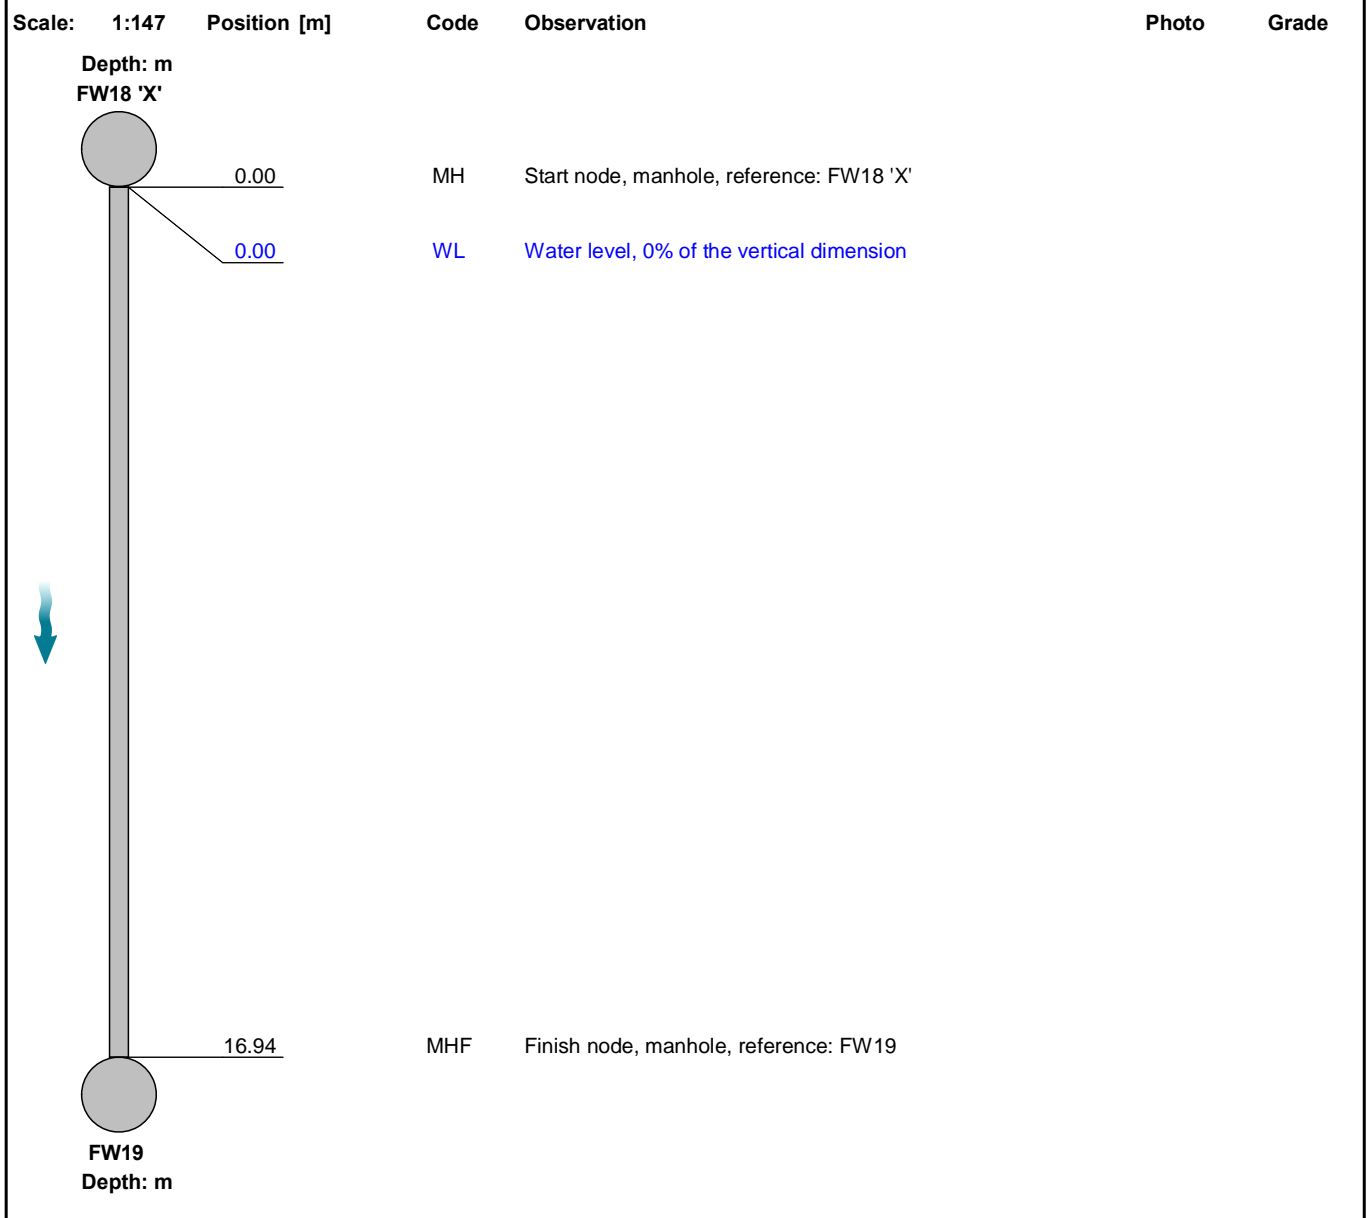 Scale: 1:147 Position [m] Code Observation Photo Grade
Depth: m
FW18 'X'
0.00 MH Start node, manhole, reference: FW18 'X'
0.00 WL Water level, 0% of the vertical dimension
16.94 MHF Finish node, manhole, reference: FW19
FW19
Depth: m